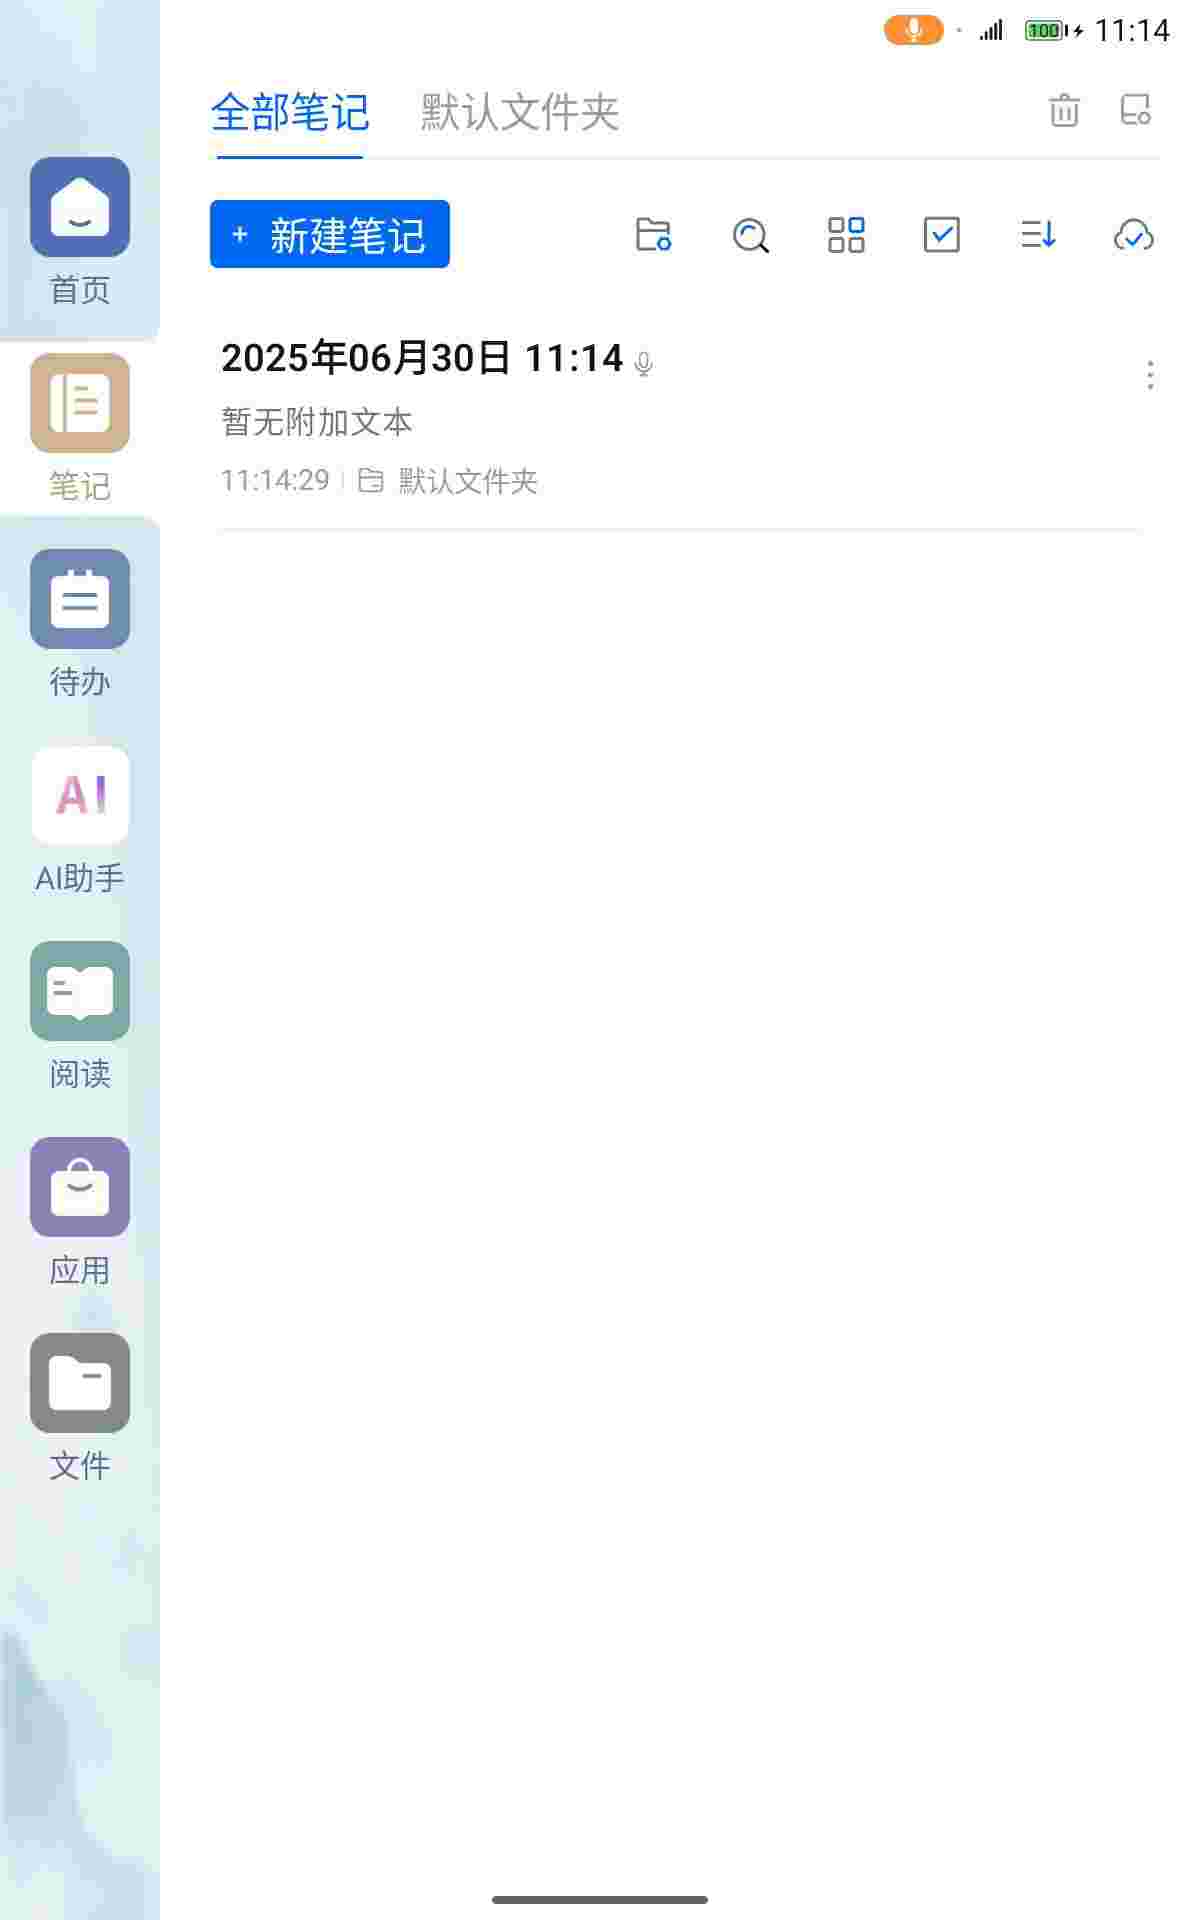 100 11:14
全部笔记 默认文件夹
+ 新建笔记
2025年06月30日 11:14
暂无附加文本
11:14:29 默认文件夹
首页
笔记
待办
AI
AI助手
阅读
应用
文件